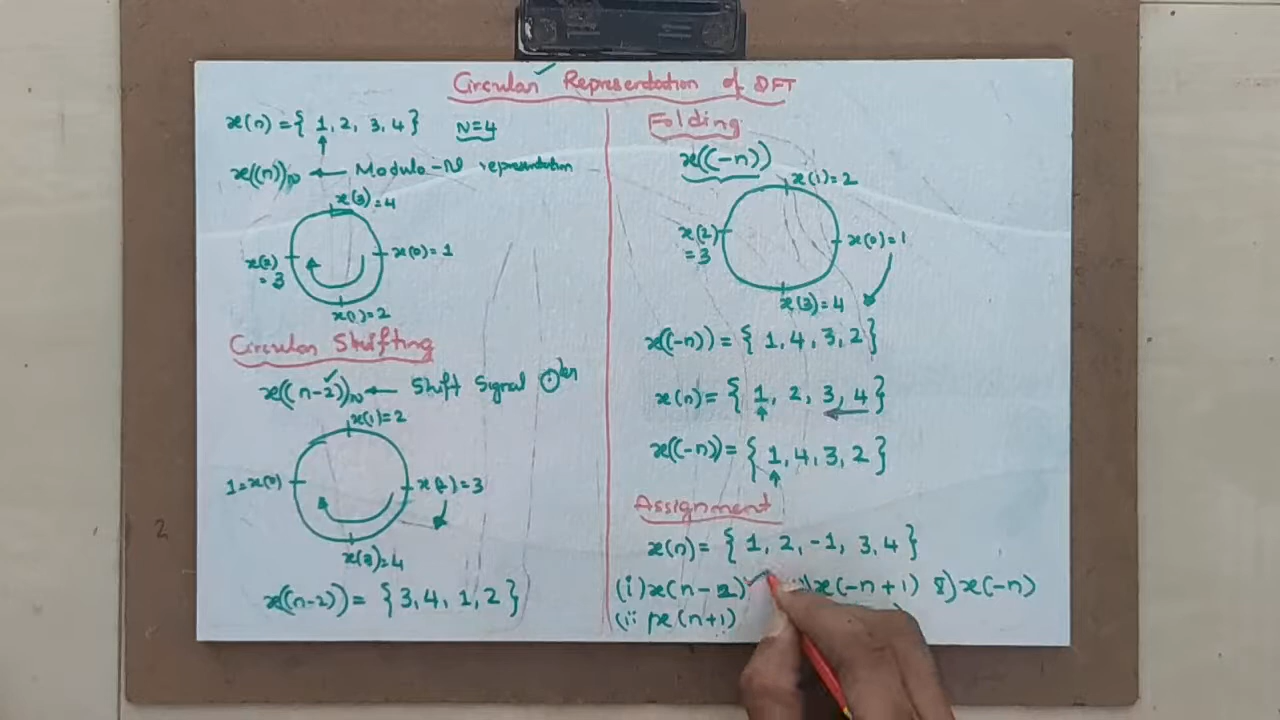 Circular Representation of DFT
x(n) = { 1, 2, 3, 4 } N=4
↑
x((n))N ← Modulo-N representation
x(3) = 4
x(2) = 3
x(0) = 1
x(1) = 2
Circular Shifting
x((n-2))N ← Shift Signal
x(1) = 2
1 = x(0)
= 3
x(3) = 4
x((n-2)) = { 3, 4, 1, 2 }
Folding
x((-n))
x(1) = 2
x(2) = 3
x(0) = 1
x(3) = 4
x((-n)) = { 1, 4, 3, 2 }
x(n) = { 1, 2, 3, 4 }
↑
x((-n)) = { 1, 4, 3, 2 }
↑
Assignment
x(n) = { 1, 2, -1, 3, 4 }
(i) x(n-2) x(-n+1) x(-n)
(ii x(n+1)
2